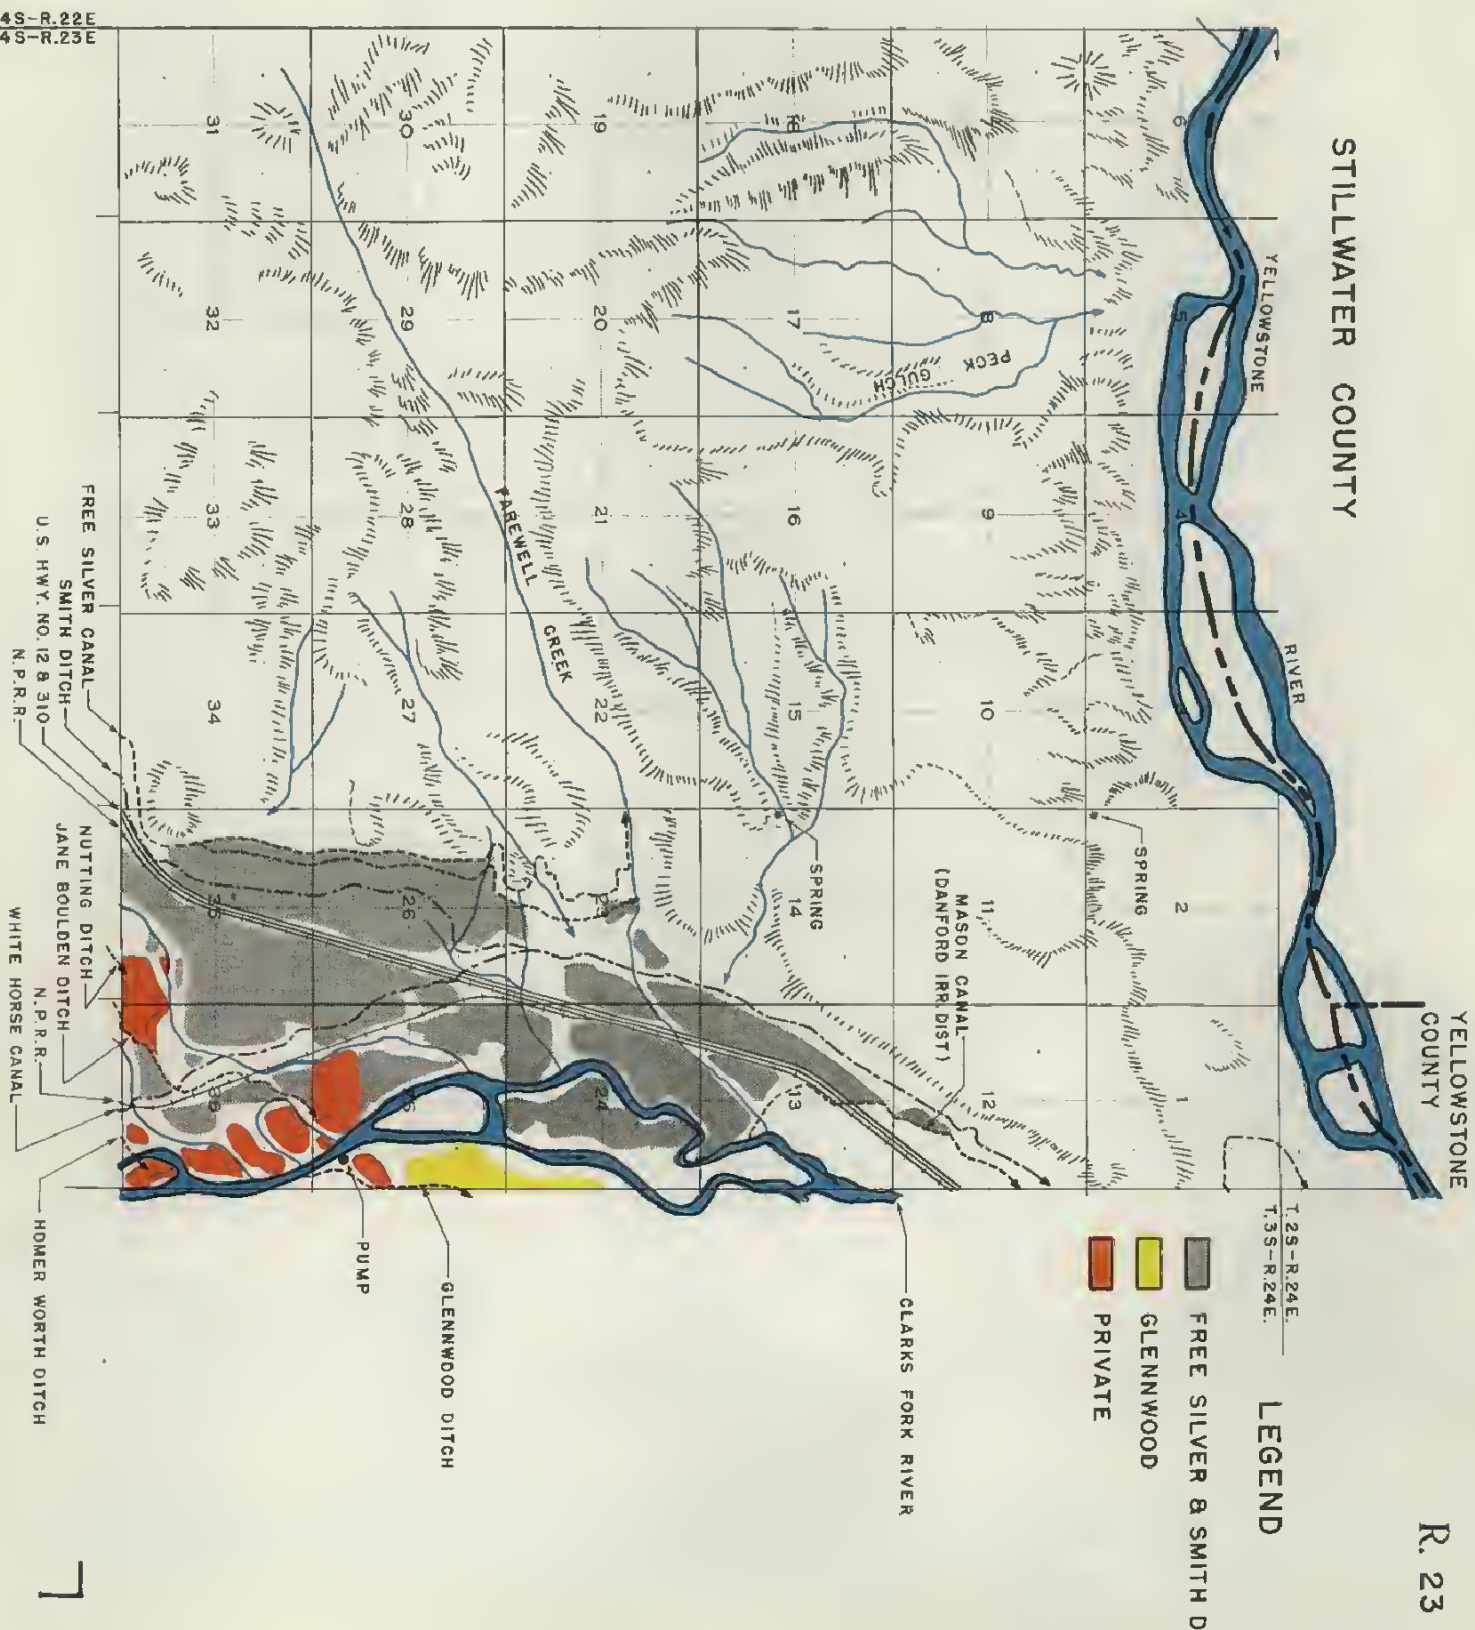 4S-R.22E
4S-R.23E
R. 23
STILLWATER COUNTY
YELLOWSTONE
COUNTY
YELLOWSTONE
RIVER
T.2S-R.24E.
T.3S-R.24E.
LEGEND
FREE SILVER & SMITH D
GLENNWOOD
PRIVATE
6
5
4
2
1
7
8
9
10
11
12
18
17
16
15
14
13
19
20
21
22
24
30
29
28
27
26
25
31
32
33
34
35
36
PECK
GULCH
FAREWELL
CREEK
SPRING
SPRING
MASON CANAL
(DANFORD IRR. DIST)
CLARKS FORK RIVER
GLENNWOOD DITCH
PUMP
FREE SILVER CANAL
SMITH DITCH
U.S. HWY. NO. 12 & 310
N.P.R.R.
NUTTING DITCH
JANE BOULDEN DITCH
N.P.R.R.
WHITE HORSE CANAL
HOMER WORTH DITCH